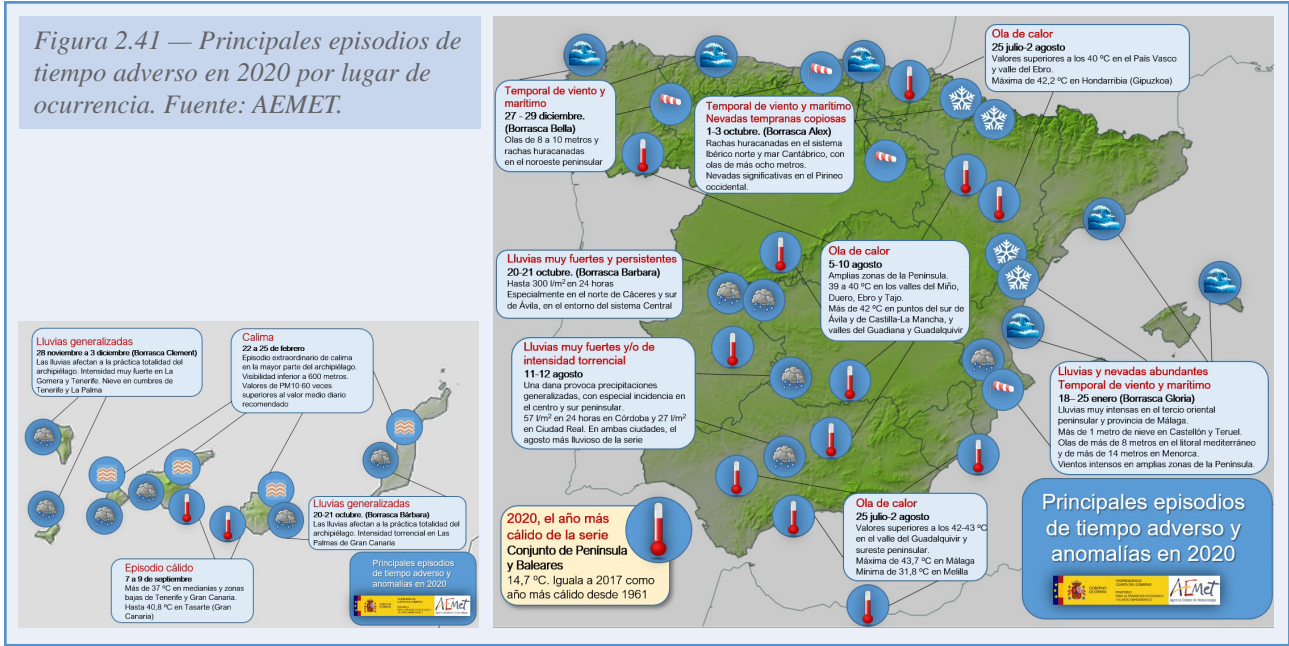 Figura 2.41 — Principales episodios de
tiempo adverso en 2020 por lugar de
ocurrencia. Fuente: AEMET.
Ola de calor
25 julio-2 agosto
Valores superiores a los 40 ºC en el País Vasco
y valle del Ebro.
Máxima de 42,2 ºC en Hondarribia (Gipuzkoa)
Temporal de viento y
marítimo
27 - 29 diciembre.
(Borrasca Bella)
Olas de 8 a 10 metros y
rachas huracanadas
en el noroeste peninsular
Temporal de viento y marítimo
Nevadas tempranas copiosas
1-3 octubre. (Borrasca Alex)
Rachas huracanadas en el sistema
Ibérico norte y mar Cantábrico, con
olas de más ocho metros.
Nevadas significativas en el Pirineo
occidental.
Lluvias muy fuertes y persistentes
20-21 octubre. (Borrasca Barbara)
Hasta 300 l/m² en 24 horas
Especialmente en el norte de Cáceres y sur
de Ávila, en el entorno del sistema Central
Ola de calor
5-10 agosto
Amplias zonas de la Península.
39 a 40 ºC en los valles del Miño,
Duero, Ebro y Tajo.
Más de 42 ºC en puntos del sur de
Ávila y de Castilla-La Mancha, y
valles del Guadiana y Guadalquivir
Lluvias muy fuertes y/o de
intensidad torrencial
11-12 agosto
Una dana provoca precipitaciones
generalizadas, con especial incidencia en
el centro y sur peninsular.
57 l/m² en 24 horas en Córdoba y 27 l/m²
en Ciudad Real. En ambas ciudades, el
agosto más lluvioso de la serie
Lluvias y nevadas abundantes
Temporal de viento y marítimo
18– 25 enero (Borrasca Gloria)
Lluvias muy intensas en el tercio oriental
peninsular y provincia de Málaga.
Más de 1 metro de nieve en Castellón y Teruel.
Olas de más de 8 metros en el litoral mediterráneo
y de más de 14 metros en Menorca.
Vientos intensos en amplias zonas de la Península.
2020, el año más
cálido de la serie
Conjunto de Península
y Baleares
14,7 ºC. Iguala a 2017 como
año más cálido desde 1961
Ola de calor
25 julio-2 agosto
Valores superiores a los 42-43 ºC
en el valle del Guadalquivir y
sureste peninsular.
Máxima de 43,7 ºC en Málaga
Mínima de 31,8 ºC en Melilla
Principales episodios
de tiempo adverso y
anomalías en 2020
GOBIERNO
DE ESPAÑA
AEmet
Lluvias generalizadas
28 noviembre a 3 diciembre (Borrasca Clement)
Las lluvias afectan a la práctica totalidad del
archipiélago. Intensidad muy fuerte en La
Gomera y Tenerife. Nieve en cumbres de
Tenerife y La Palma
Calima
22 a 25 de febrero
Episodio extraordinario de calima
en la mayor parte del archipiélago.
Visibilidad inferior a 600 metros.
Valores de PM10 60 veces
superiores al valor medio diario
recomendado
Lluvias generalizadas
20-21 octubre. (Borrasca Bárbara)
Las lluvias afectan a la práctica totalidad del
archipiélago. Intensidad torrencial en Las
Palmas de Gran Canaria
Episodio cálido
7 a 9 de septiembre
Más de 37 ºC en medianías y zonas
bajas de Tenerife y Gran Canaria.
Hasta 40,8 ºC en Tasarte (Gran
Canaria)
Principales episodios
de tiempo adverso y
anomalías en 2020
AEmet